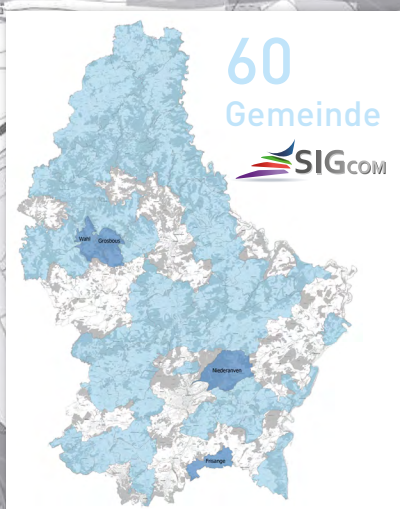 60
Gemeinde
SIGCOM
Wahl Grosbous
Niederanven
Frisange